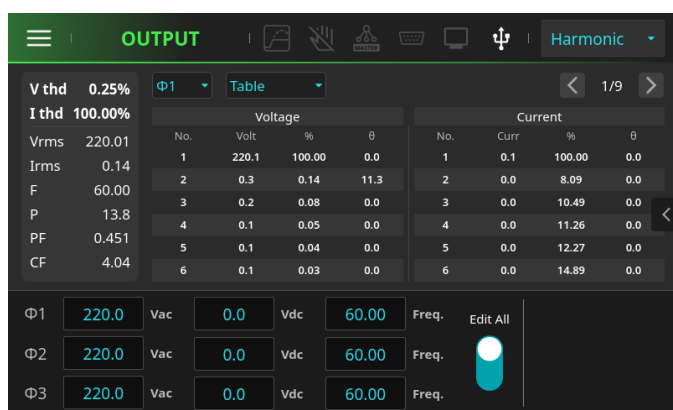 OUTPUT MASTER Harmonic
V thd 0.25%
I thd 100.00%
Vrms 220.01
Irms 0.14
F 60.00
P 13.8
PF 0.451
CF 4.04
Φ1 Table 1/9
Voltage
No. Volt % θ
1 220.1 100.00 0.0
2 0.3 0.14 11.3
3 0.2 0.08 0.0
4 0.1 0.05 0.0
5 0.1 0.04 0.0
6 0.1 0.03 0.0
Current
No. Curr % θ
1 0.1 100.00 0.0
2 0.0 8.09 0.0
3 0.0 10.49 0.0
4 0.0 11.26 0.0
5 0.0 12.27 0.0
6 0.0 14.89 0.0
Φ1 220.0 Vac 0.0 Vdc 60.00 Freq.
Φ2 220.0 Vac 0.0 Vdc 60.00 Freq.
Φ3 220.0 Vac 0.0 Vdc 60.00 Freq.
Edit All